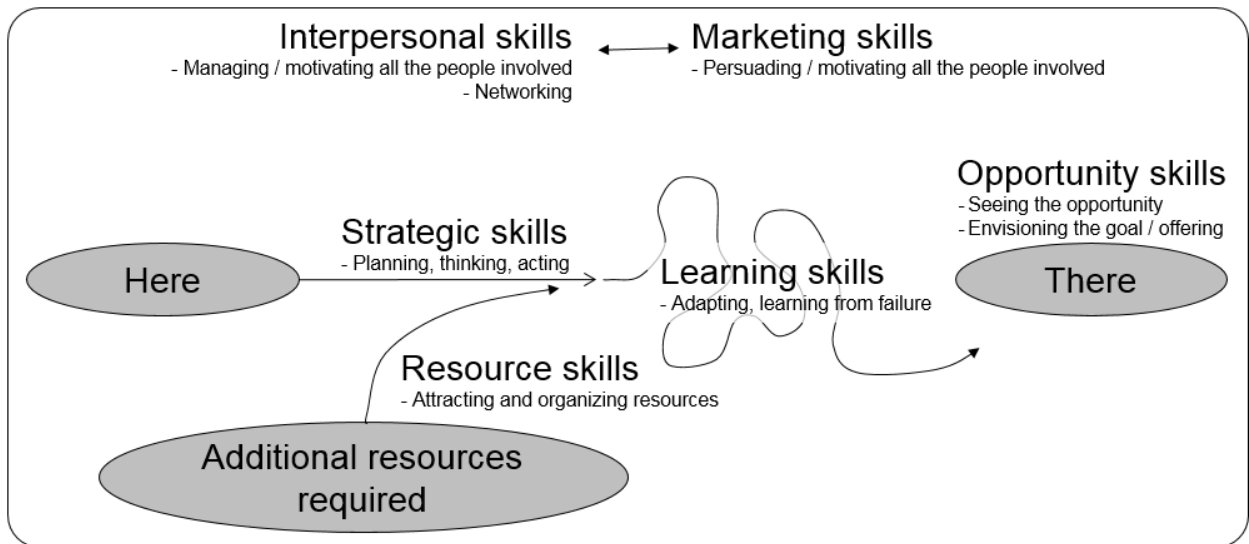 Interpersonal skills
- Managing / motivating all the people involved
- Networking
Marketing skills
- Persuading / motivating all the people involved
Opportunity skills
- Seeing the opportunity
- Envisioning the goal / offering
Strategic skills
- Planning, thinking, acting
Here
Learning skills
- Adapting, learning from failure
There
Resource skills
- Attracting and organizing resources
Additional resources
required